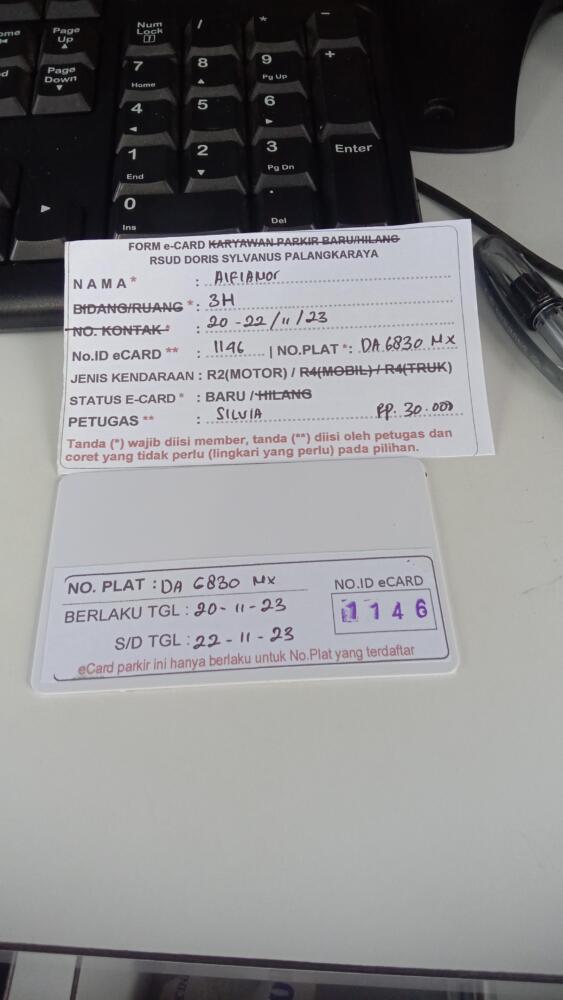 Page Up
Num Lock
/
*
-
Page Down
7 Home
8
9 Pg Up
+
4
5
6
1 End
2
3 Pg Dn
Enter
0 Ins
. Del
FORM e-CARD KARYAWAN PARKIR BARU/HILANG
RSUD DORIS SYLVANUS PALANGKARAYA
NAMA* : Alfianor
BIDANG/RUANG *: 3H
NO. KONTAK * : 20-22/11/23
No.ID eCARD ** : 1146 | NO.PLAT *: DA 6830 MX
JENIS KENDARAAN : R2(MOTOR) / R4(MOBIL) / R4(TRUK)
STATUS E-CARD * : BARU / HILANG
PETUGAS ** : SILVIA RP. 30.000
Tanda (*) wajib diisi member, tanda (**) diisi oleh petugas dan
coret yang tidak perlu (lingkari yang perlu) pada pilihan.
NO. PLAT : DA 6830 MX NO.ID eCARD
BERLAKU TGL : 20-11-23 1146
S/D TGL : 22-11-23
eCard parkir ini hanya berlaku untuk No.Plat yang terdaftar